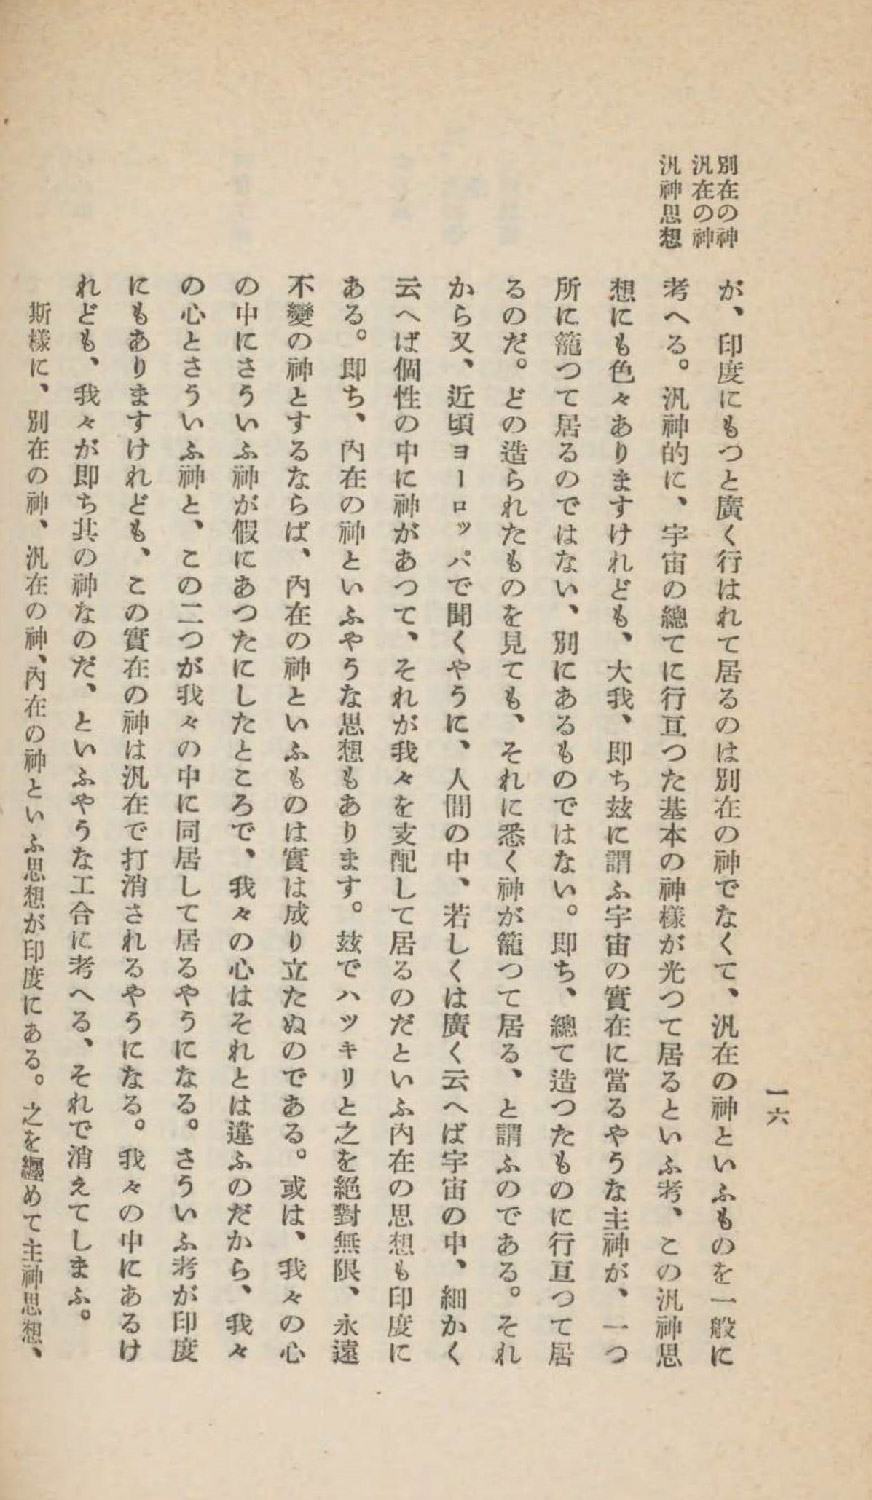 別在の神
汎在の神
汎神思想
一六
が、印度にもつと廣く行はれて居るのは別在の神でなくて、汎在の神といふものを一般に
考へる。汎神的に、宇宙の總てに行亙つた基本の神樣が光つて居るといふ考、この汎神思
想にも色々ありますけれども、大我、即ち玆に謂ふ宇宙の實在に當るやうな主神が、一つ
所に籠つて居るのではない、別にあるものではない。即ち、總て造つたものに行亙つて居
るのだ。どの造られたものを見ても、それに悉く神が籠つて居る、と謂ふのである。それ
から又、近頃ヨーロッパで聞くやうに、人間の中、若しくは廣く云へば宇宙の中、細かく
云へば個性の中に神があつて、それが我々を支配して居るのだといふ內在の思想も印度に
ある。即ち、內在の神といふやうな思想もあります。玆でハツキリと之を絕對無限、永遠
不變の神とするならば、內在の神といふものは實は成り立たぬのである。或は、我々の心
の中にさういふ神が假にあつたにしたところで、我々の心はそれとは違ふのだから、我々
の心とさういふ神と、この二つが我々の中に同居して居るやうになる。さういふ考が印度
にもありますけれども、この實在の神は汎在で打消されるやうになる。我々の中にあるけ
れども、我々が即ち其の神なのだ、といふやうな工合に考へる、それで消えてしまふ。
斯樣に、別在の神、汎在の神、內在の神といふ思想が印度にある。之を纒めて主神思想、